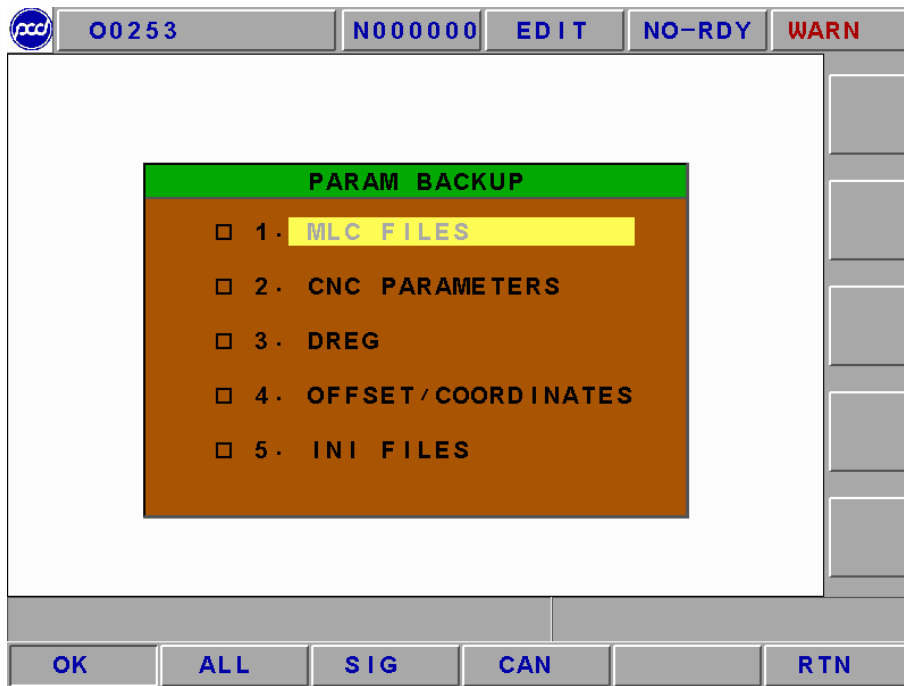 pcd O0253 N000000 EDIT NO-RDY WARN
PARAM BACKUP
1. MLC FILES
2. CNC PARAMETERS
3. DREG
4. OFFSET/COORDINATES
5. INI FILES
OK ALL SIG CAN RTN